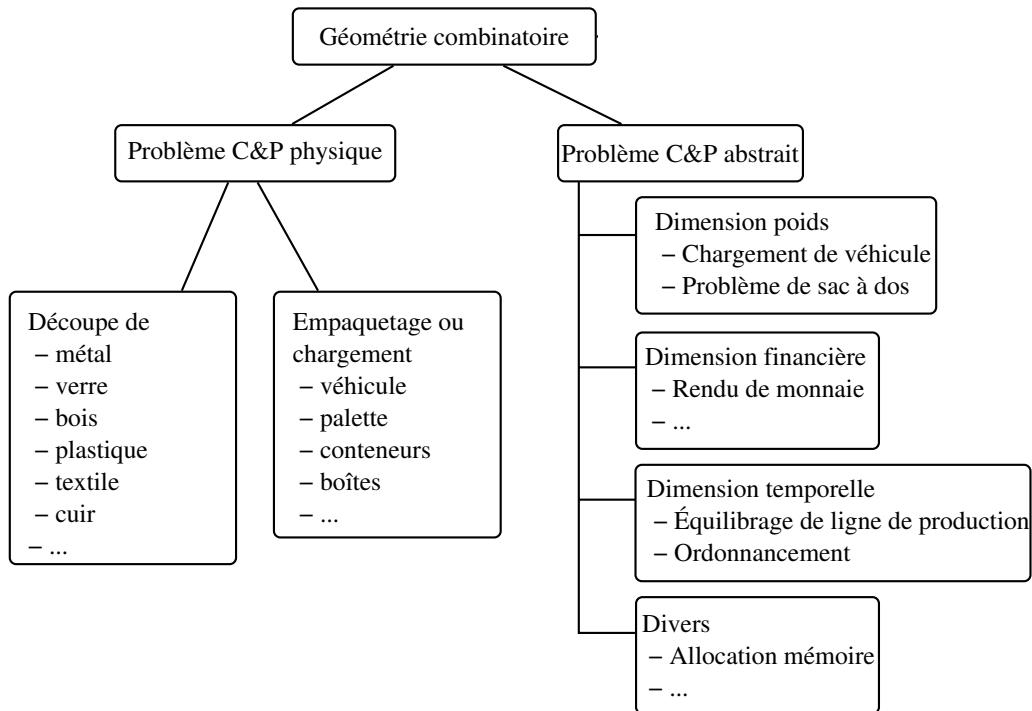 Géométrie combinatoire
Problème C&P physique
Problème C&P abstrait
Découpe de
– métal
– verre
– bois
– plastique
– textile
– cuir
– ...
Empaquetage ou
chargement
– véhicule
– palette
– conteneurs
– boîtes
– ...
Dimension poids
– Chargement de véhicule
– Problème de sac à dos
Dimension financière
– Rendu de monnaie
– ...
Dimension temporelle
– Équilibrage de ligne de production
– Ordonnancement
Divers
– Allocation mémoire
– ...